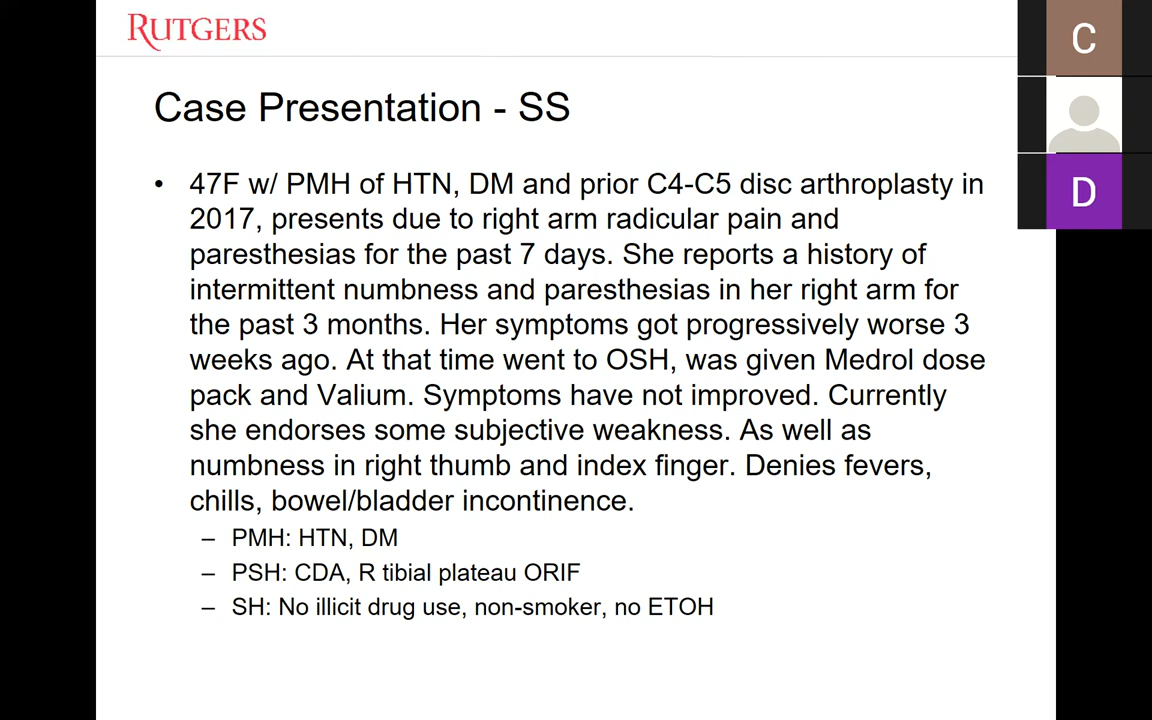 RUTGERS
Case Presentation - SS
• 47F w/ PMH of HTN, DM and prior C4-C5 disc arthroplasty in
2017, presents due to right arm radicular pain and
paresthesias for the past 7 days. She reports a history of
intermittent numbness and paresthesias in her right arm for
the past 3 months. Her symptoms got progressively worse 3
weeks ago. At that time went to OSH, was given Medrol dose
pack and Valium. Symptoms have not improved. Currently
she endorses some subjective weakness. As well as
numbness in right thumb and index finger. Denies fevers,
chills, bowel/bladder incontinence.
– PMH: HTN, DM
– PSH: CDA, R tibial plateau ORIF
– SH: No illicit drug use, non-smoker, no ETOH
C
D